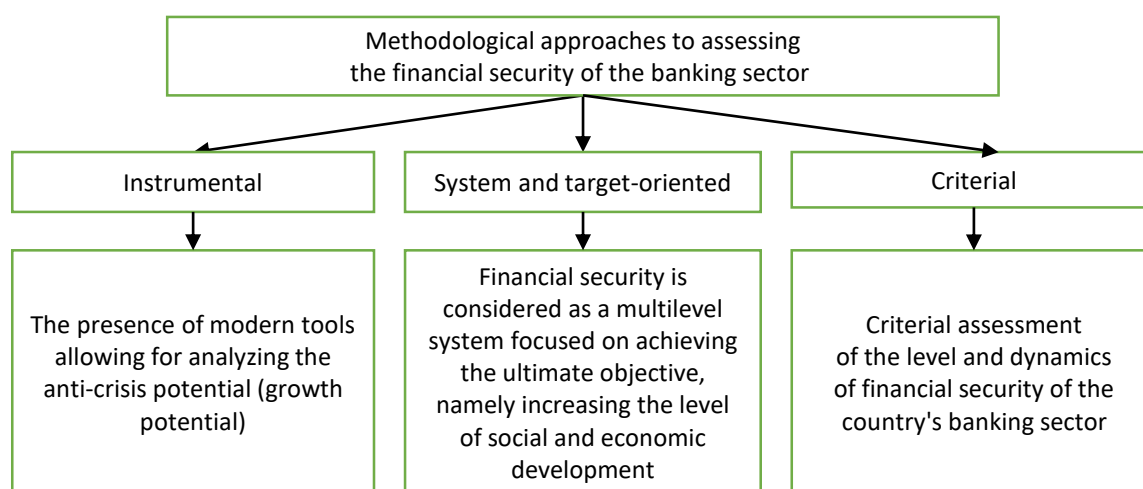 Methodological approaches to assessing
the financial security of the banking sector
Instrumental
System and target-oriented
Criterial
The presence of modern tools
allowing for analyzing the
anti-crisis potential (growth
potential)
Financial security is
considered as a multilevel
system focused on achieving
the ultimate objective,
namely increasing the level
of social and economic
development
Criterial assessment
of the level and dynamics
of financial security of the
country's banking sector